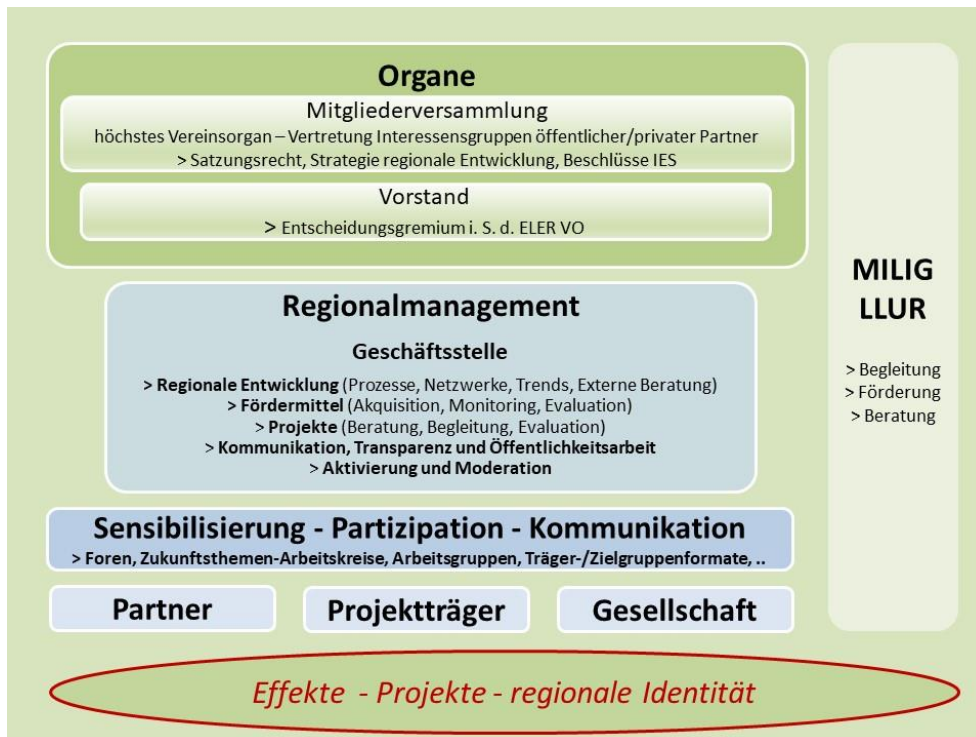 Organe
Mitgliederversammlung
höchstes Vereinsorgan – Vertretung Interessensgruppen öffentlicher/privater Partner
> Satzungsrecht, Strategie regionale Entwicklung, Beschlüsse IES
Vorstand
> Entscheidungsgremium i. S. d. ELER VO
Regionalmanagement
Geschäftsstelle
> Regionale Entwicklung (Prozesse, Netzwerke, Trends, Externe Beratung)
> Fördermittel (Akquisition, Monitoring, Evaluation)
> Projekte (Beratung, Begleitung, Evaluation)
> Kommunikation, Transparenz und Öffentlichkeitsarbeit
> Aktivierung und Moderation
Sensibilisierung - Partizipation - Kommunikation
> Foren, Zukunftsthemen-Arbeitskreise, Arbeitsgruppen, Träger-/Zielgruppenformate, ..
Partner
Projektträger
Gesellschaft
MILIG
LLUR
> Begleitung
> Förderung
> Beratung
Effekte - Projekte - regionale Identität